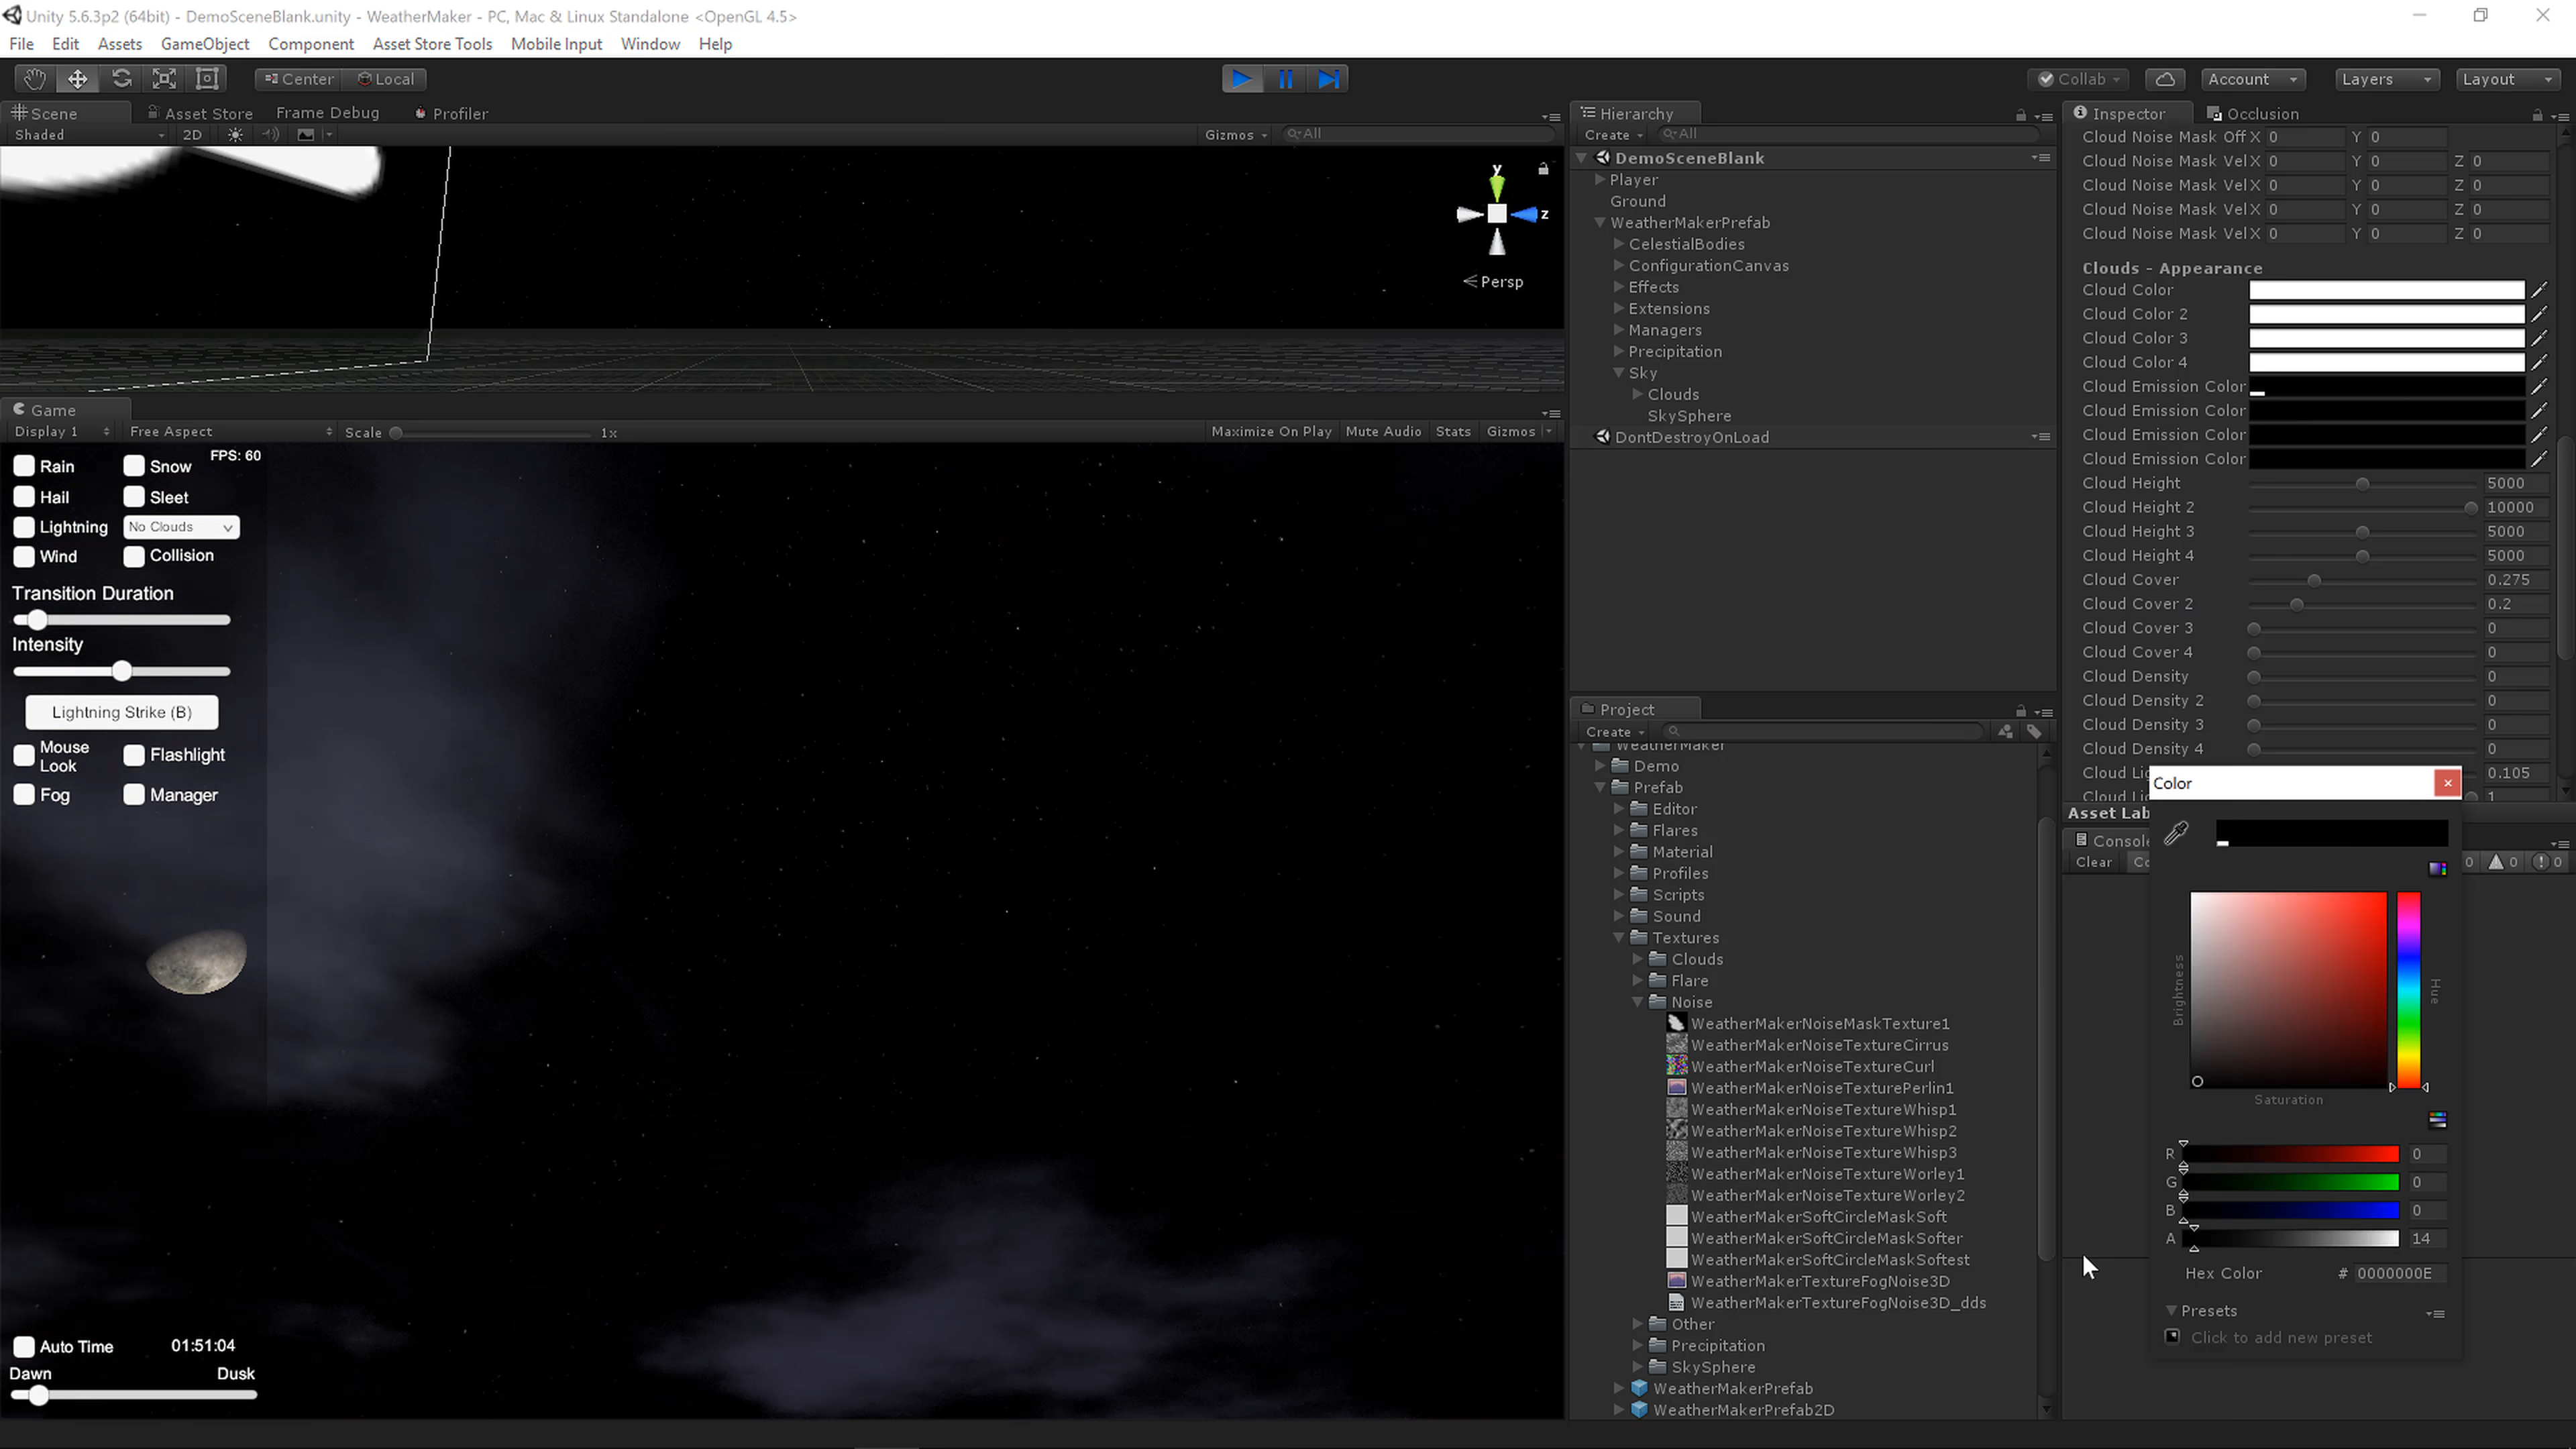 Unity 5.6.3p2 (64bit) - DemoSceneBlank.unity - WeatherMaker - PC, Mac & Linux Standalone <OpenGL 4.5>
File Edit Assets GameObject Component Asset Store Tools Mobile Input Window Help
Center Local Collab Account Layers Layout
Scene Asset Store Frame Debug Profiler
Shaded 2D Gizmos All
y
z
Persp
Game
Display 1 Free Aspect Scale 1x Maximize On Play Mute Audio Stats Gizmos
FPS: 60
Rain Snow
Hail Sleet
Lightning No Clouds
Wind Collision
Transition Duration
Intensity
Lightning Strike (B)
Mouse Look Flashlight
Fog Manager
Auto Time 01:51:04
Dawn Dusk
Hierarchy
Create All
DemoSceneBlank
Player
Ground
WeatherMakerPrefab
CelestialBodies
ConfigurationCanvas
Effects
Extensions
Managers
Precipitation
Sky
Clouds
SkySphere
DontDestroyOnLoad
Project
Create
WeatherMaker
Demo
Prefab
Editor
Flares
Material
Profiles
Scripts
Sound
Textures
Clouds
Flare
Noise
WeatherMakerNoiseMaskTexture1
WeatherMakerNoiseTextureCirrus
WeatherMakerNoiseTextureCurl
WeatherMakerNoiseTexturePerlin1
WeatherMakerNoiseTextureWhisp1
WeatherMakerNoiseTextureWhisp2
WeatherMakerNoiseTextureWhisp3
WeatherMakerNoiseTextureWorley1
WeatherMakerNoiseTextureWorley2
WeatherMakerSoftCircleMaskSoft
WeatherMakerSoftCircleMaskSofter
WeatherMakerSoftCircleMaskSoftest
WeatherMakerTextureFogNoise3D
WeatherMakerTextureFogNoise3D_dds
Other
Precipitation
SkySphere
WeatherMakerPrefab
WeatherMakerPrefab2D
Inspector Occlusion
Cloud Noise Mask Off X 0 Y 0
Cloud Noise Mask Vel X 0 Y 0 Z 0
Cloud Noise Mask Vel X 0 Y 0 Z 0
Cloud Noise Mask Vel X 0 Y 0 Z 0
Cloud Noise Mask Vel X 0 Y 0 Z 0
Clouds - Appearance
Cloud Color
Cloud Color 2
Cloud Color 3
Cloud Color 4
Cloud Emission Color
Cloud Emission Color
Cloud Emission Color
Cloud Emission Color
Cloud Height 5000
Cloud Height 2 10000
Cloud Height 3 5000
Cloud Height 4 5000
Cloud Cover 0.275
Cloud Cover 2 0.2
Cloud Cover 3 0
Cloud Cover 4 0
Cloud Density 0
Cloud Density 2 0
Cloud Density 3 0
Cloud Density 4 0
Cloud Lig 0.105
Cloud Lig 1
Asset Lab
Console
Clear Co 0 0 0
Color
Brightness
Hue
Saturation
R 0
G 0
B 0
A 14
Hex Color # 0000000E
Presets
Click to add new preset